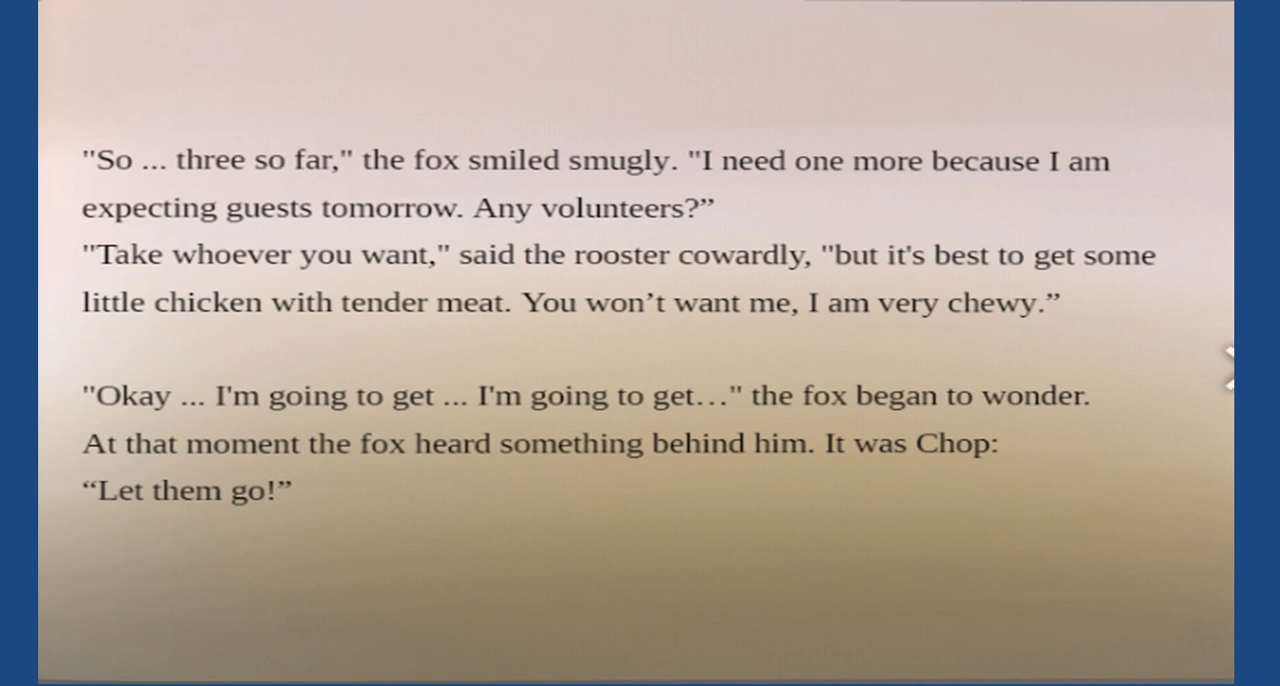 "So ... three so far," the fox smiled smugly. "I need one more because I am
expecting guests tomorrow. Any volunteers?”
"Take whoever you want," said the rooster cowardly, "but it's best to get some
little chicken with tender meat. You won’t want me, I am very chewy.”
"Okay ... I'm going to get ... I'm going to get…" the fox began to wonder.
At that moment the fox heard something behind him. It was Chop:
“Let them go!”